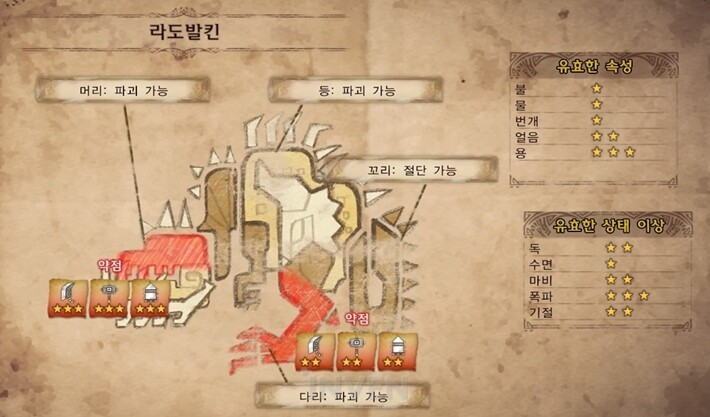 라도발킨
머리: 파괴 가능
등: 파괴 가능
꼬리: 절단 가능
약점
약점
다리: 파괴 가능
유효한 속성
불
물
번개
얼음
용
유효한 상태 이상
독
수면
마비
폭파
기절